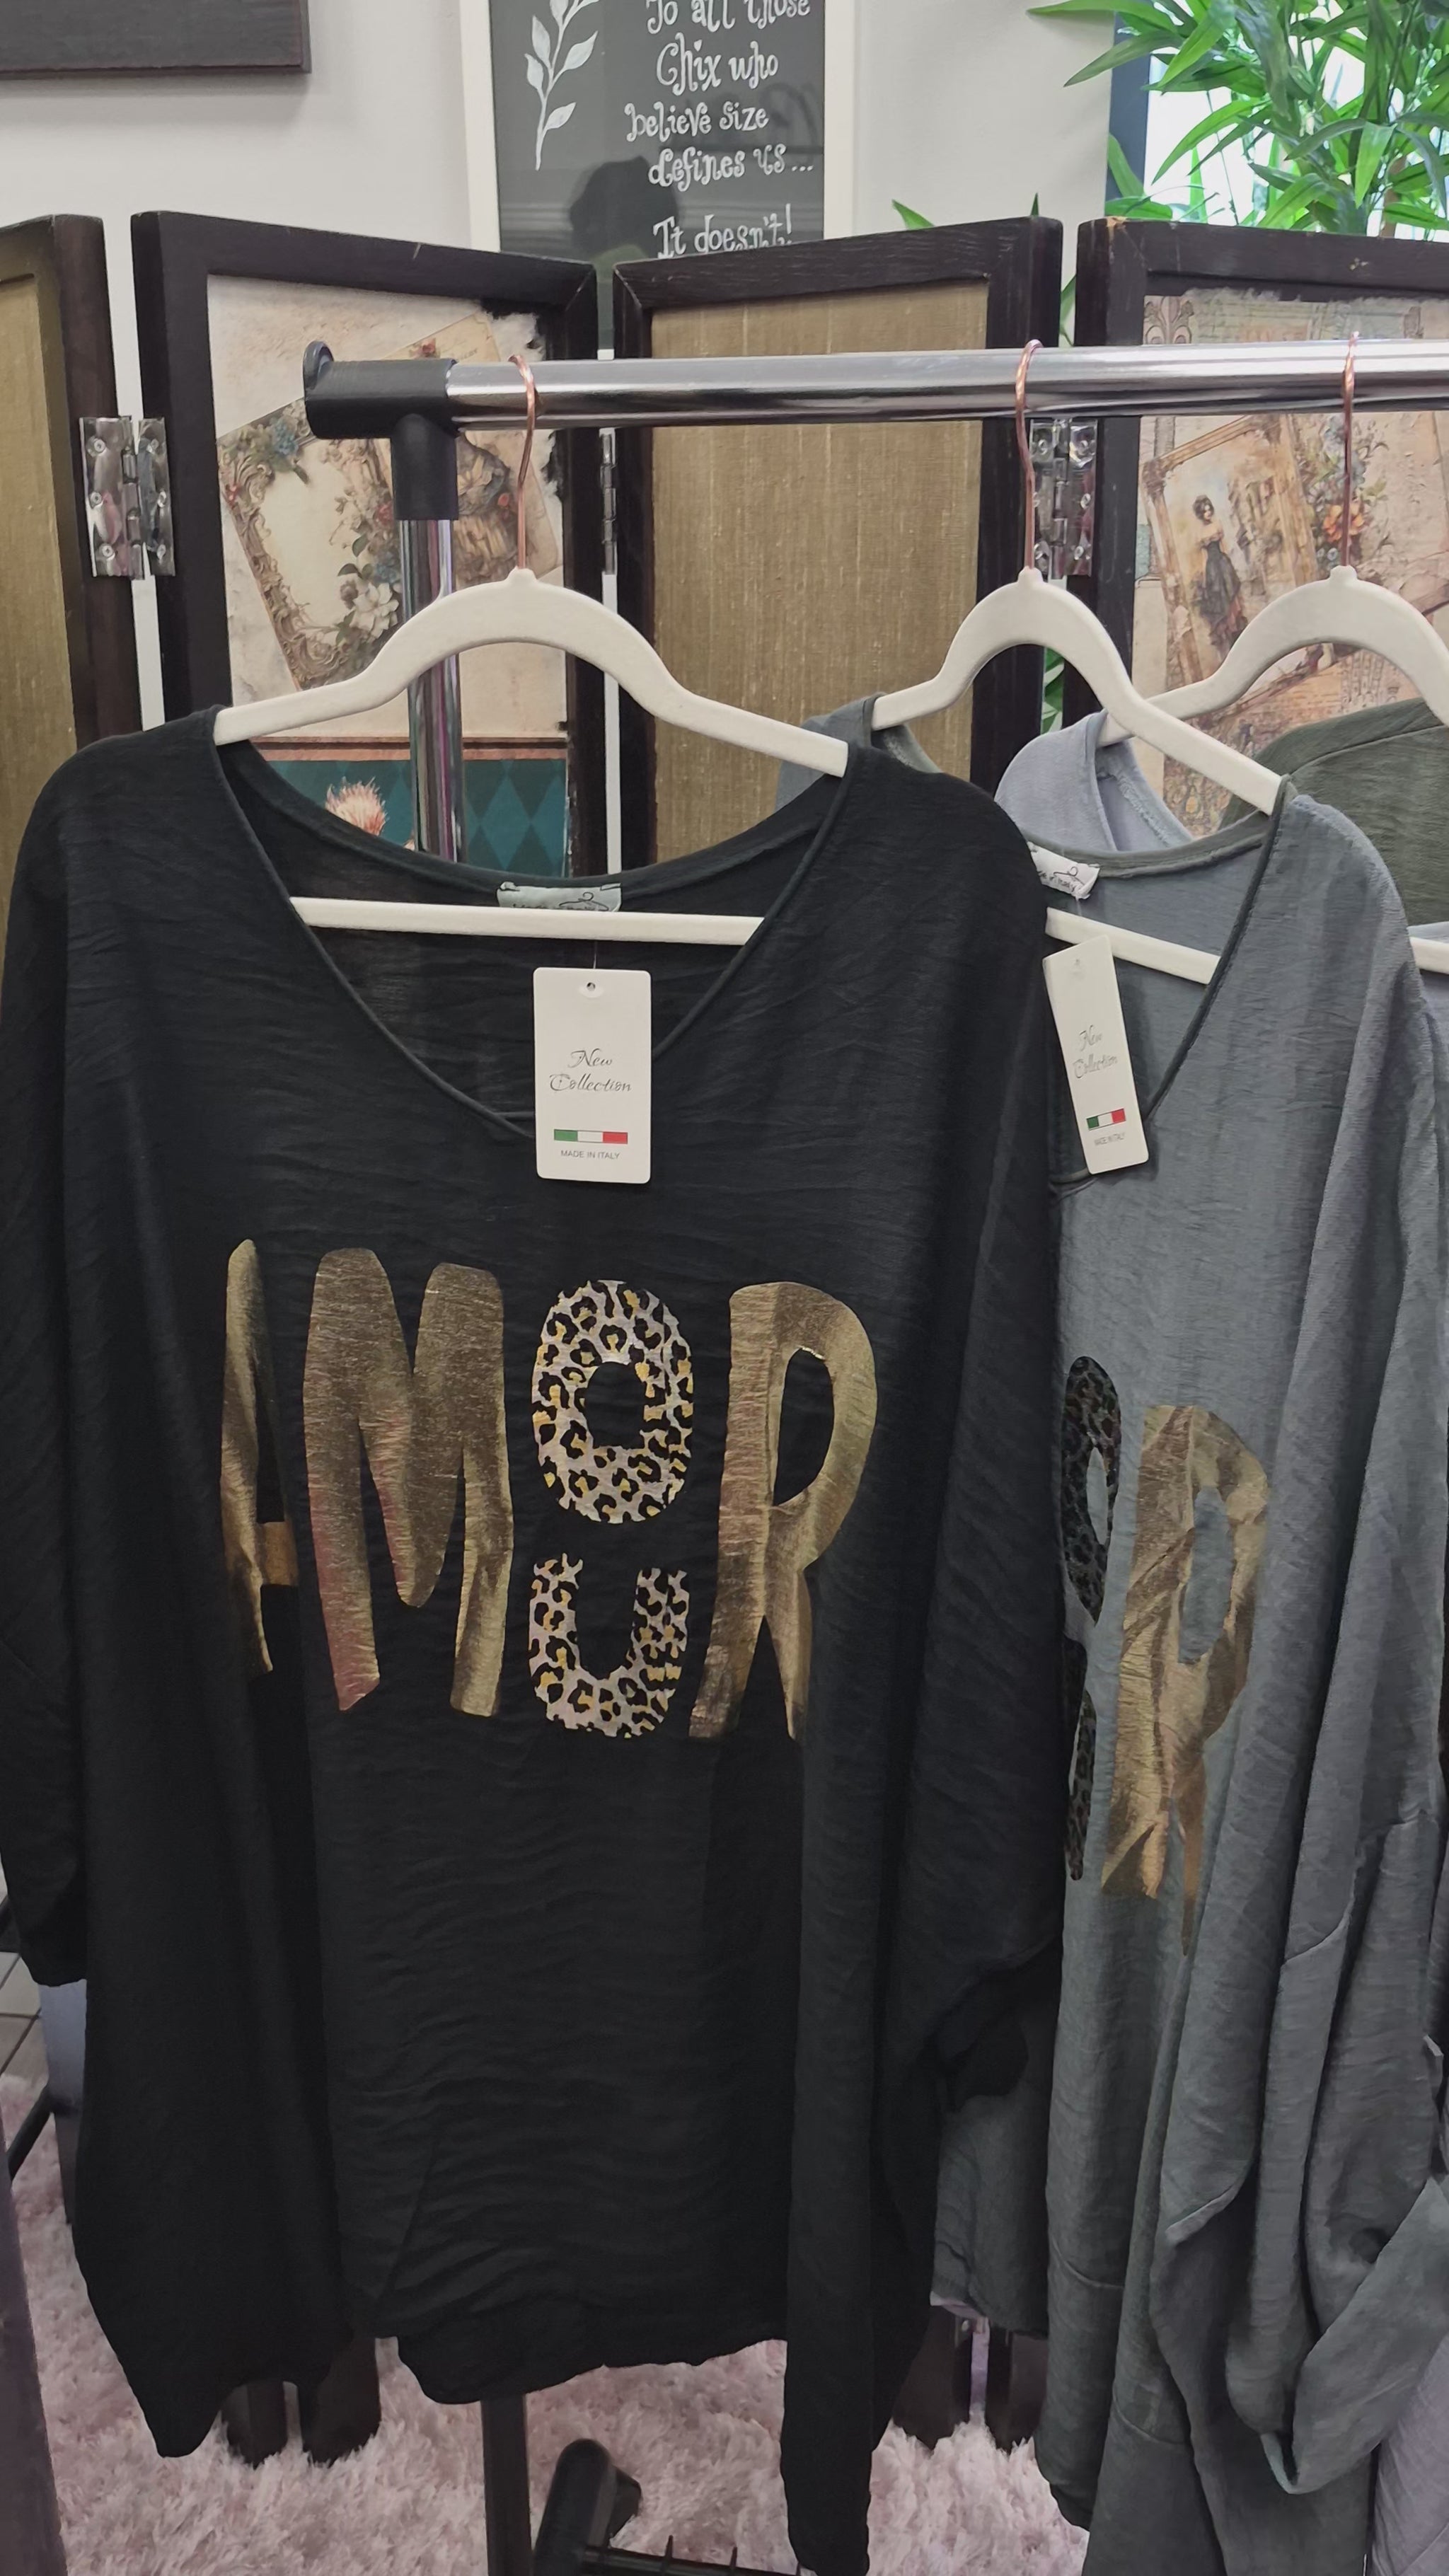 To all those
Chix who
believe size
defines us...
It doesn't!
New
Collection
MADE IN ITALY
New
Collection
MADE IN ITALY
AMOUR
R